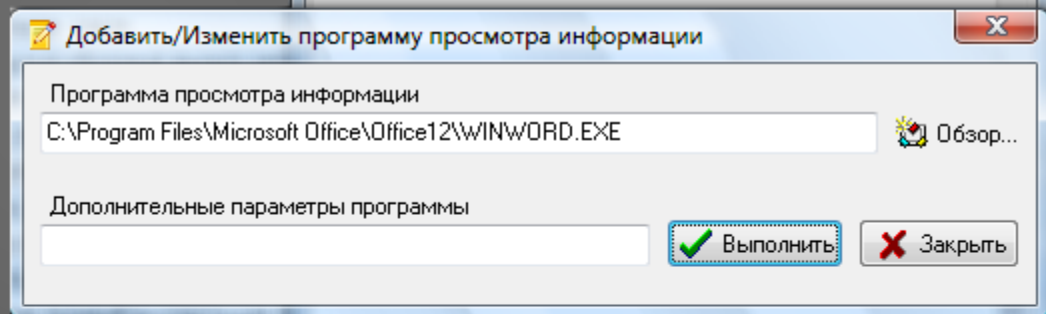 Добавить/Изменить программу просмотра информации
Программа просмотра информации
C:\Program Files\Microsoft Office\Office12\WINWORD.EXE
Обзор...
Дополнительные параметры программы
Выполнить
Закрыть